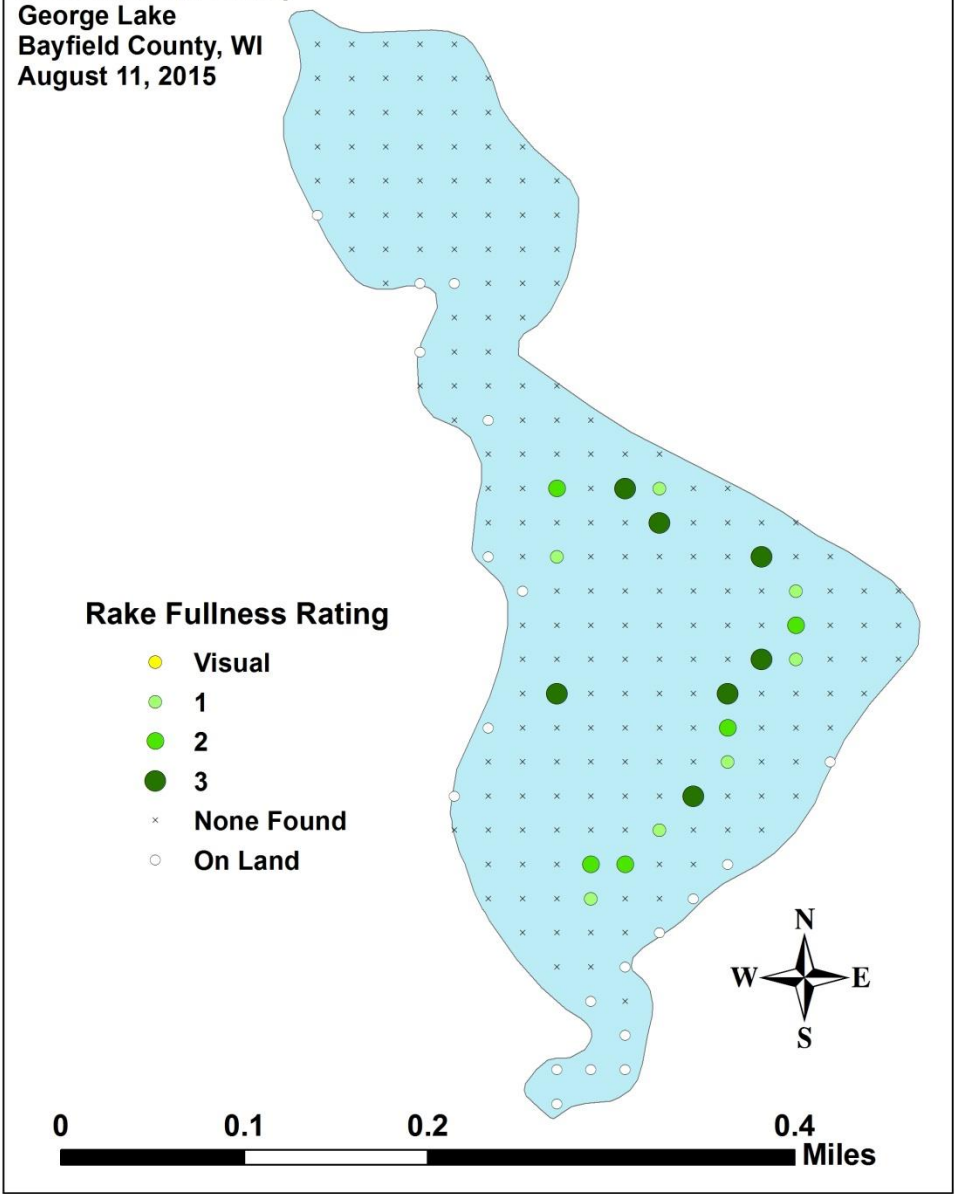 George Lake
Bayfield County, WI
August 11, 2015
Rake Fullness Rating
Visual
1
2
3
None Found
On Land
N
W E
S
0 0.1 0.2 0.4
Miles